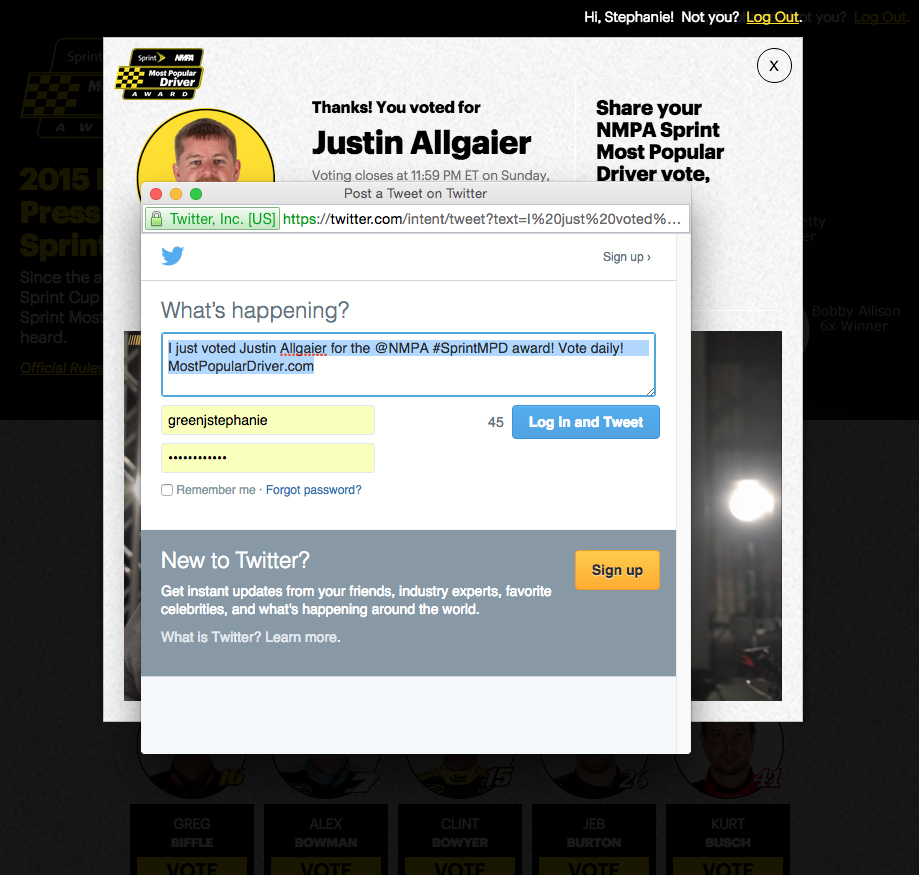 Hi, Stephanie! Not you? Log Out.
you? Log Out.
Sprint
AW
2015
Press
Sprint
Since the a
Sprint Cup
Sprint Most
heard.
Official Rules
Sprint NMPA
Most Popular
Driver
AWARD
X
Thanks! You voted for
Justin Allgaier
Voting closes at 11:59 PM ET on Sunday,
Share your
NMPA Sprint
Most Popular
Driver vote,
Bobby Allison
6x Winner
Post a Tweet on Twitter
Twitter, Inc. [US] https://twitter.com/intent/tweet?text=I%20just%20voted%...
Sign up ›
What's happening?
I just voted Justin Allgaier for the @NMPA #SprintMPD award! Vote daily!
MostPopularDriver.com
greenjstephanie
45
Log in and Tweet
••••••••••••
Remember me · Forgot password?
New to Twitter?
Get instant updates from your friends, industry experts, favorite
celebrities, and what's happening around the world.
What is Twitter? Learn more.
Sign up
16
7
15
26
41
GREG
BIFFLE
VOTE
ALEX
BOWMAN
VOTE
CLINT
BOWYER
VOTE
JEB
BURTON
VOTE
KURT
BUSCH
VOTE